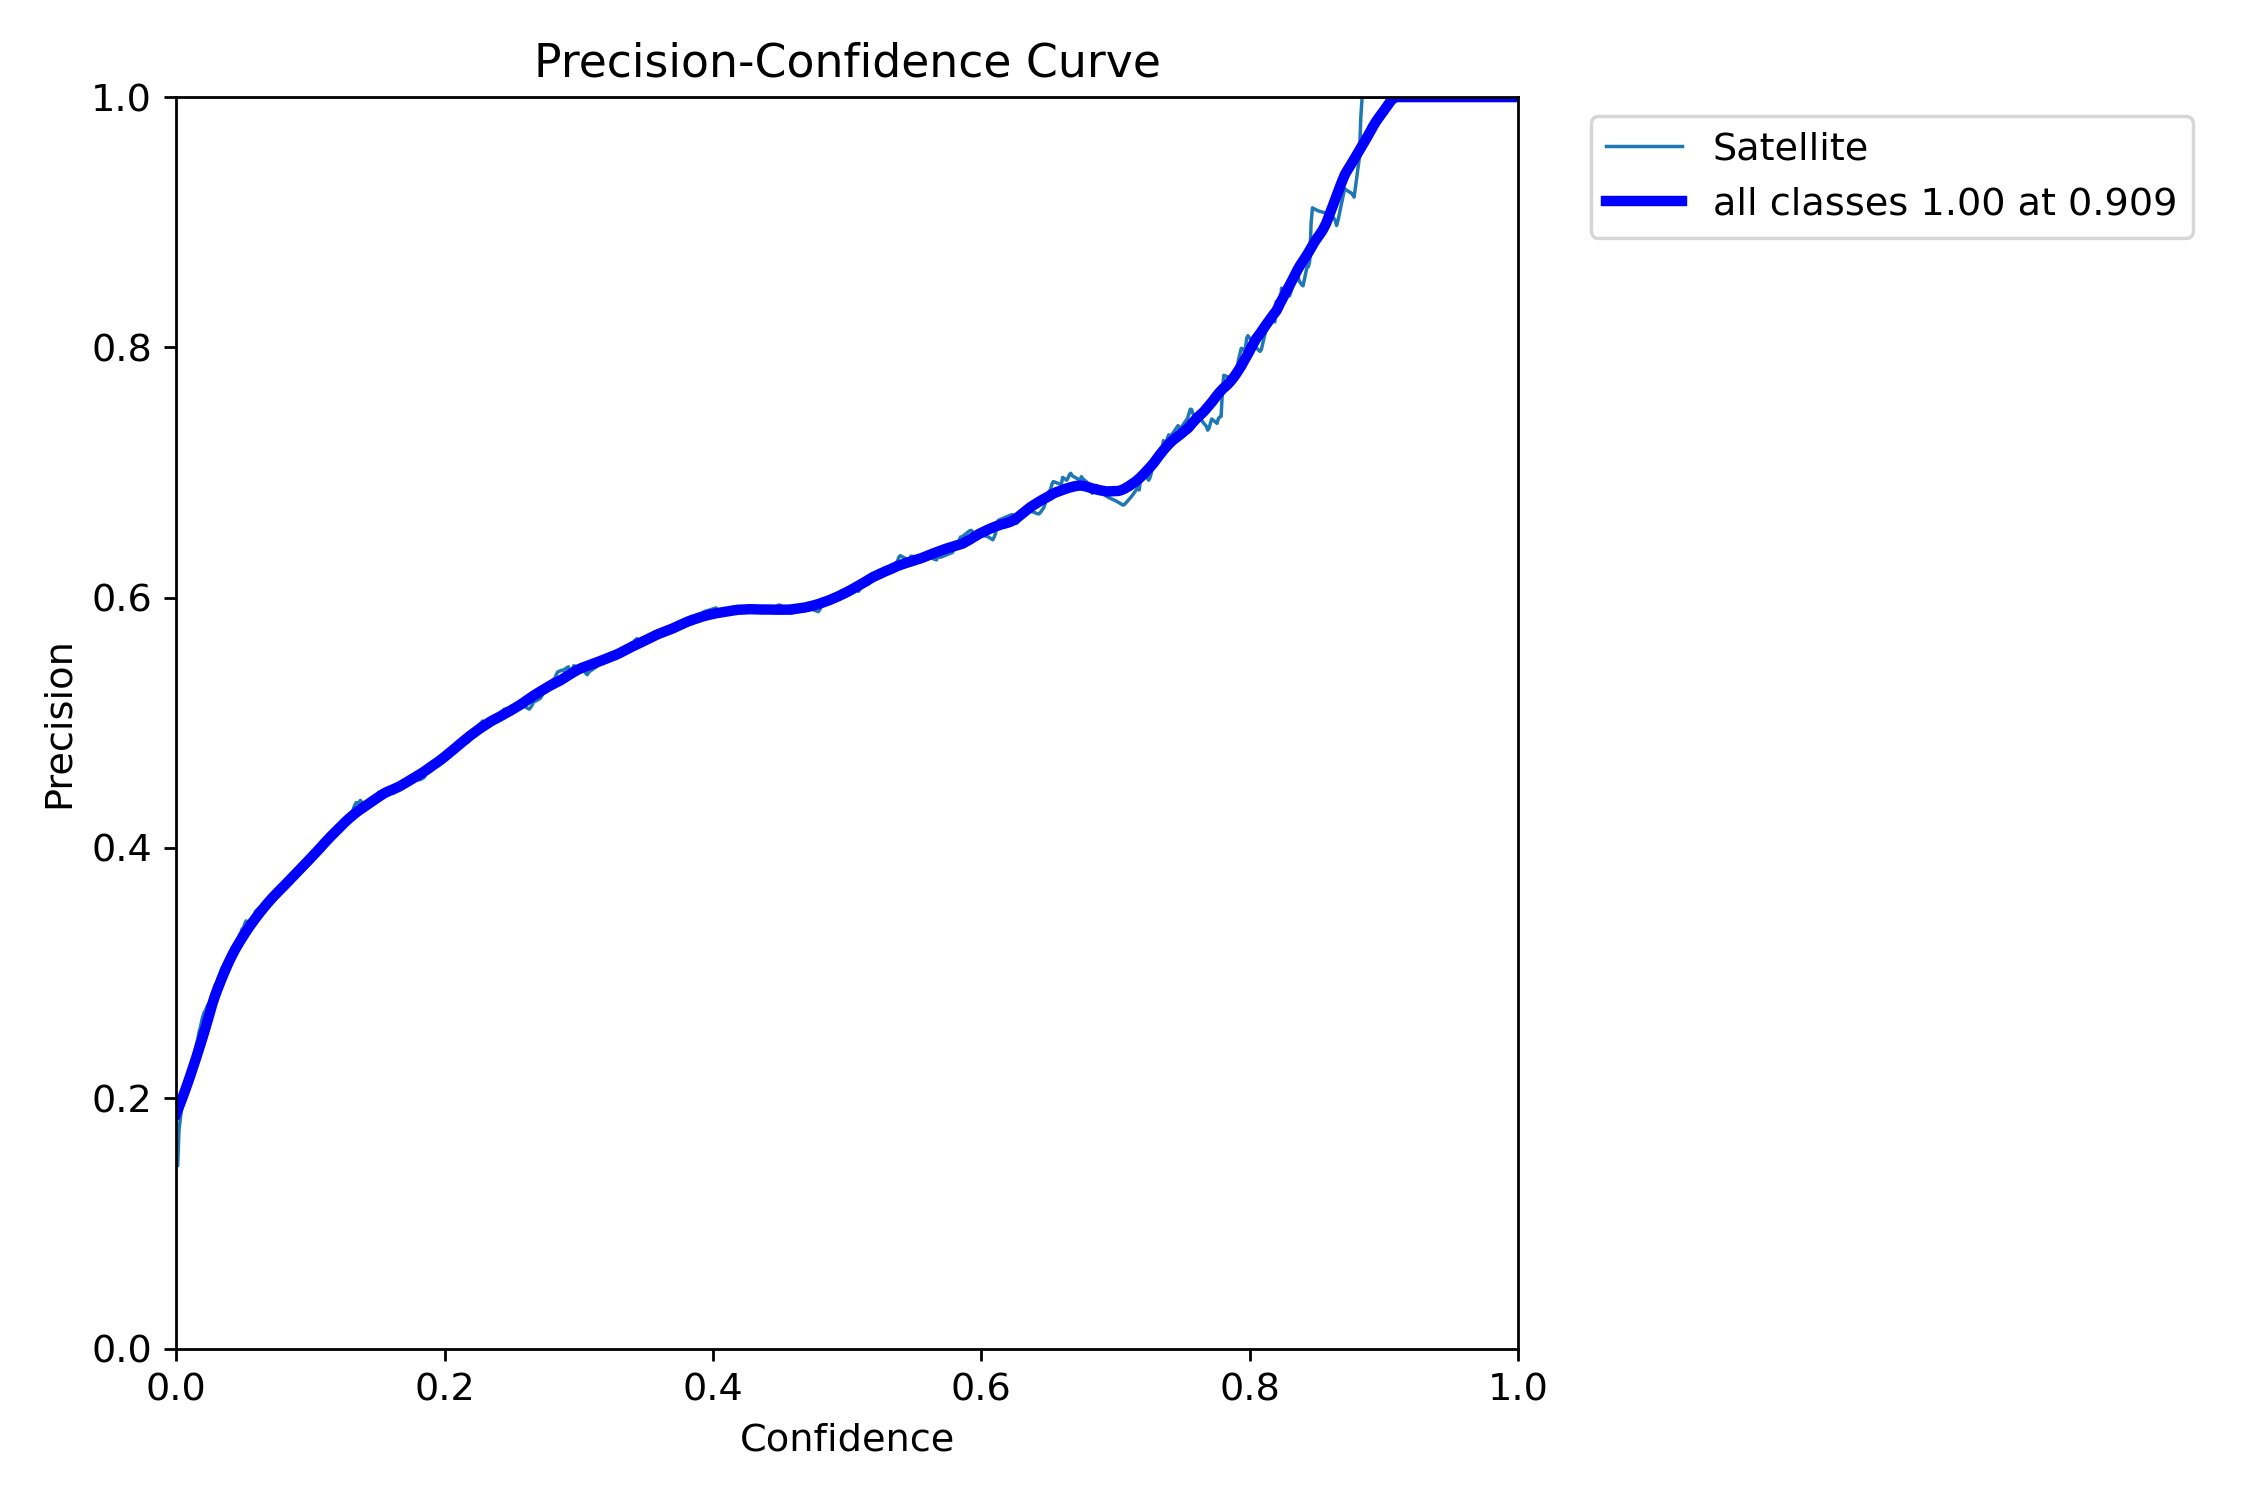 Precision-Confidence Curve
1.0
0.8
0.6
0.4
0.2
0.0
Precision
0.0 0.2 0.4 0.6 0.8 1.0
Confidence
Satellite
all classes 1.00 at 0.909